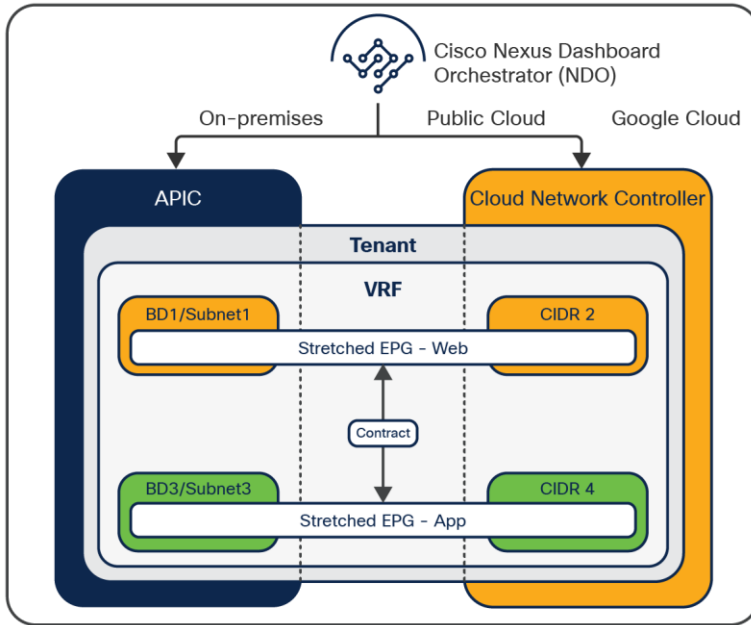 Cisco Nexus Dashboard
Orchestrator (NDO)
On-premises
Public Cloud
Google Cloud
APIC
Cloud Network Controller
Tenant
VRF
BD1/Subnet1
CIDR 2
Stretched EPG - Web
Contract
BD3/Subnet3
CIDR 4
Stretched EPG - App